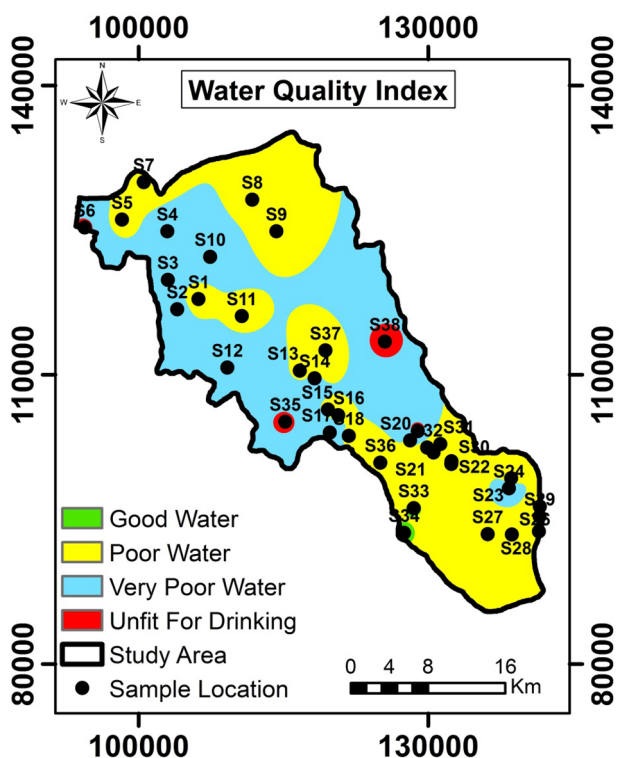 100000 130000
140000 140000
N
W E
S
Water Quality Index
S7
S8
S6
S5
S4
S9
S10
S3
S1
S2
S11
S38
S37
S13
S14
S12
S15
S16
S35
S17
S18
S20
S32
S31
S30
S36
S21
S22
S24
S23
S33
S29
S34
S27
S26
S28
110000 110000
Good Water
Poor Water
Very Poor Water
Unfit For Drinking
Study Area
Sample Location
0 4 8 16
Km
80000 80000
100000 130000